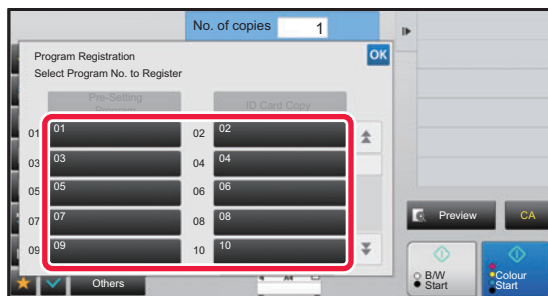 No. of copies 1
Program Registration
OK
Select Program No. to Register
Pre-Setting
Program
ID Card Copy
01 01 02 02
03 03 04 04
05 05 06 06
07 07 08 08
09 09 10 10
Preview CA
Others
B/W
Start
Colour
Start